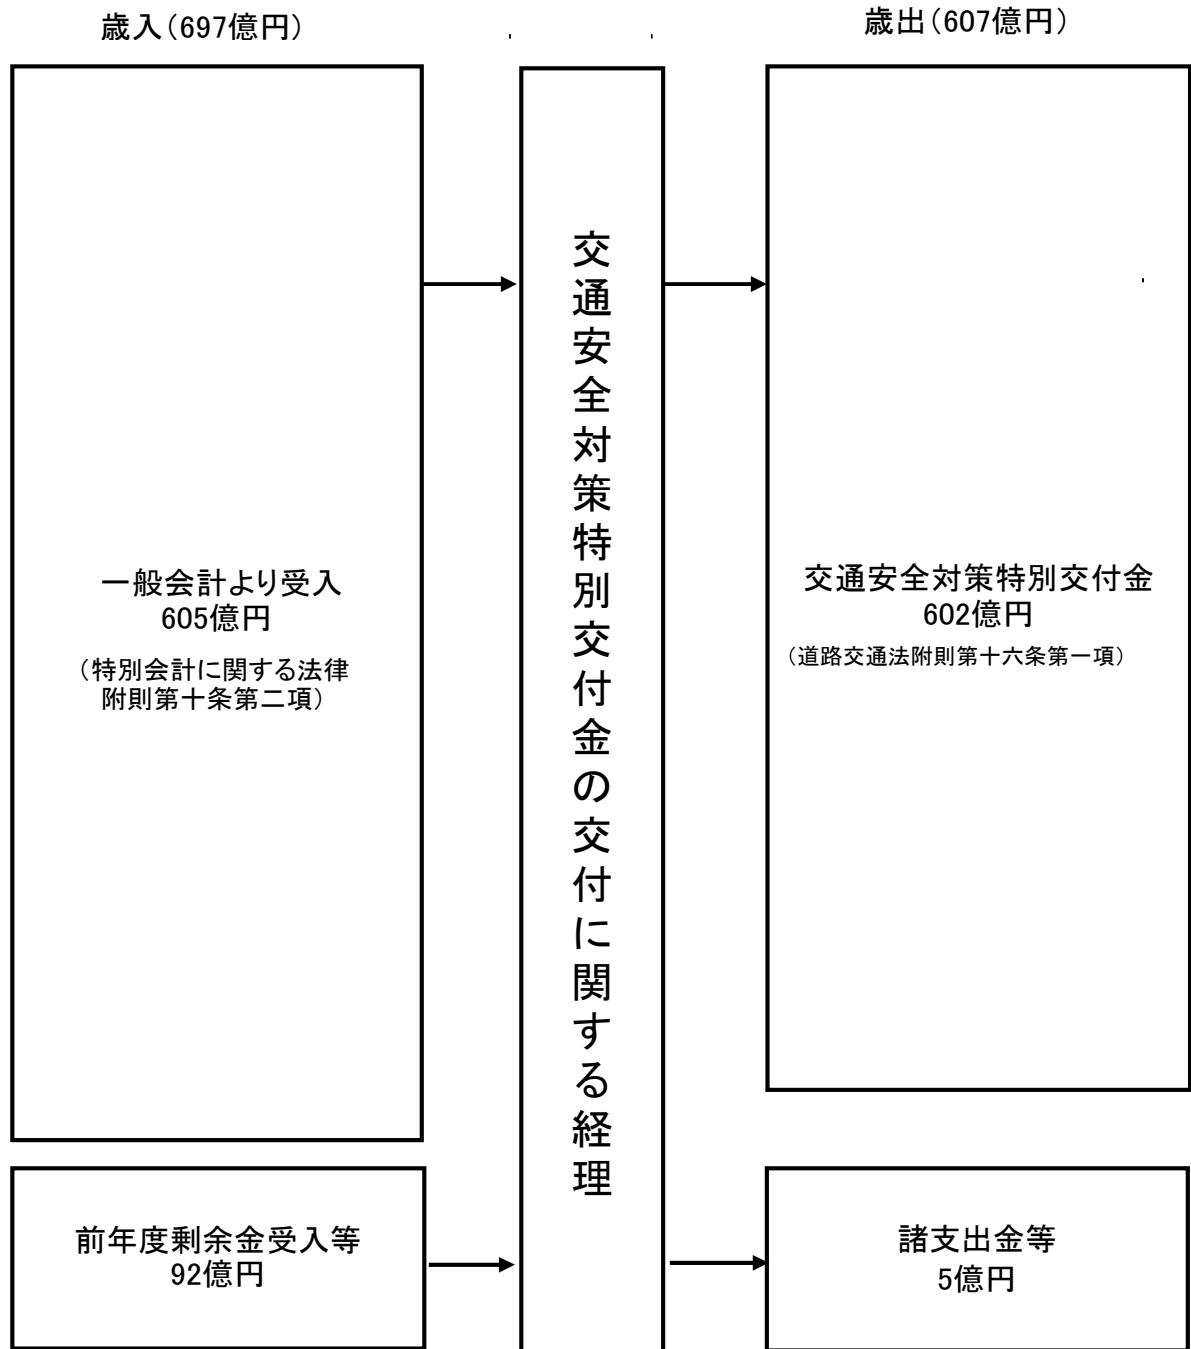 歳入（697億円）
歳出（607億円）
一般会計より受入
605億円
（特別会計に関する法律
附則第十条第二項）
前年度剰余金受入等
92億円
交通安全対策特別交付金の交付に関する経理
交通安全対策特別交付金
602億円
（道路交通法附則第十六条第一項）
諸支出金等
5億円